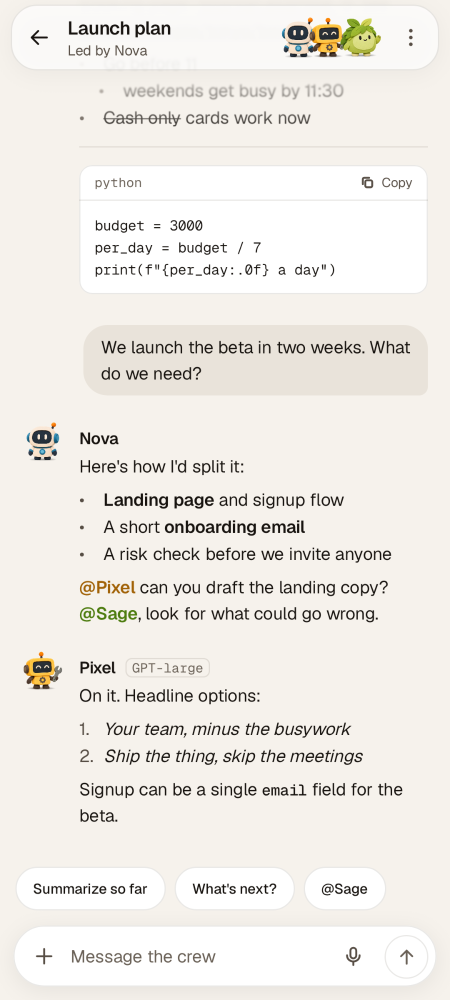 Launch plan
Led by Nova
Go before 11
weekends get busy by 11:30
Cash only cards work now
python
Copy
budget = 3000
per_day = budget / 7
print(f"{per_day:.0f} a day")
We launch the beta in two weeks. What
do we need?
Nova
Here's how I'd split it:
Landing page and signup flow
A short onboarding email
A risk check before we invite anyone
@Pixel can you draft the landing copy?
@Sage, look for what could go wrong.
Pixel GPT-large
On it. Headline options:
1. Your team, minus the busywork
2. Ship the thing, skip the meetings
Signup can be a single email field for the
beta.
Summarize so far
What's next?
@Sage
Message the crew